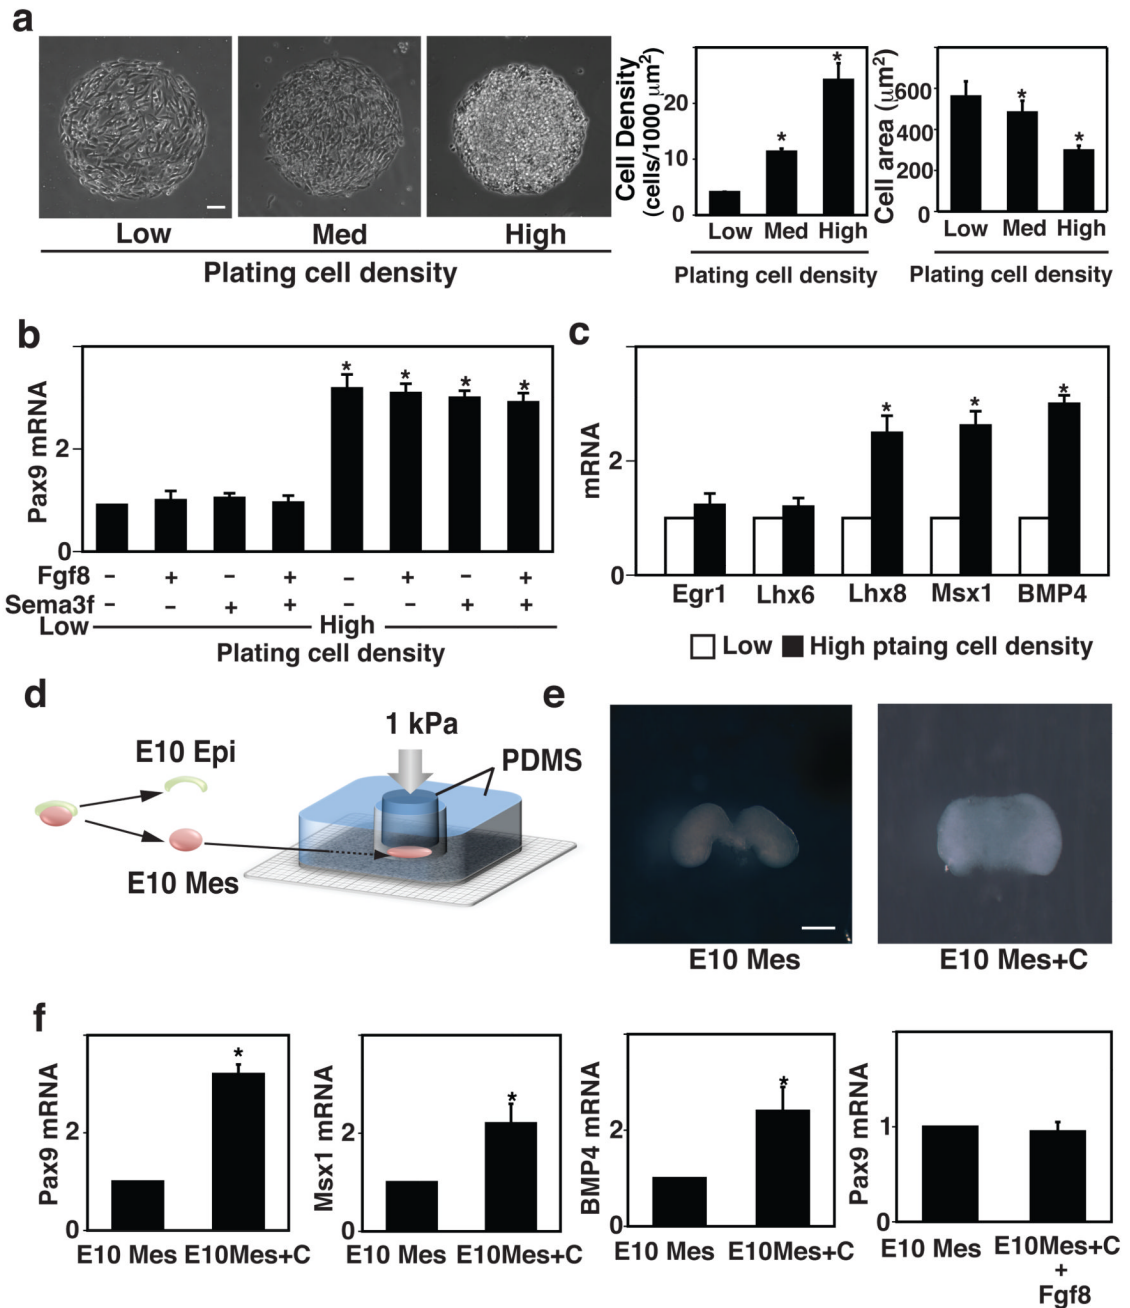 a
Low
Med
High
Plating cell density
Cell Density
(cells/1000 μm2)
20
10
0
*
*
Low Med High
Plating cell density
Cell area (μm2)
600
400
200
0
*
*
Low Med High
Plating cell density
b
Pax9 mRNA
2
0
* * * *
Fgf8 – + – + – + – +
Sema3f – – + + – – + +
Low High
Plating cell density
c
mRNA
2
0
* * *
Egr1 Lhx6 Lhx8 Msx1 BMP4
Low High ptaing cell density
d
E10 Epi
E10 Mes
1 kPa
PDMS
e
E10 Mes
E10 Mes+C
f
Pax9 mRNA
2
0
*
E10 Mes E10Mes+C
Msx1 mRNA
2
0
*
E10 Mes E10Mes+C
BMP4 mRNA
2
0
*
E10 Mes E10Mes+C
Pax9 mRNA
1
0
E10 Mes E10Mes+C
+
Fgf8